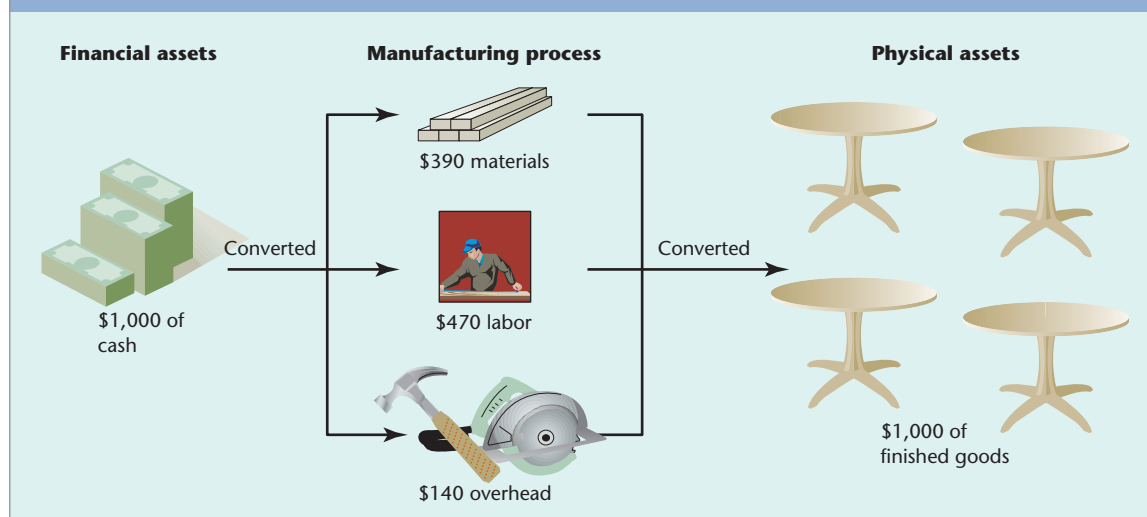 Financial assets
Manufacturing process
Physical assets
$390 materials
Converted
Converted
$1,000 of
cash
$470 labor
$140 overhead
$1,000 of
finished goods